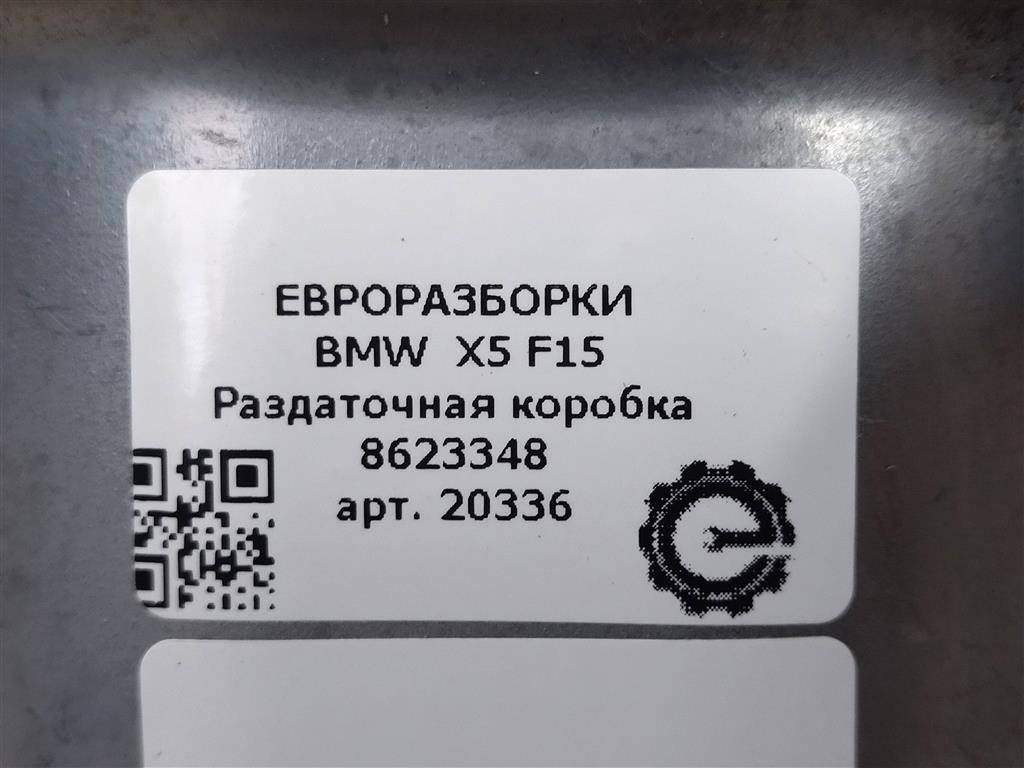 ЕВРОРАЗБОРКИ
BMW X5 F15
Раздаточная коробка
8623348
арт. 20336